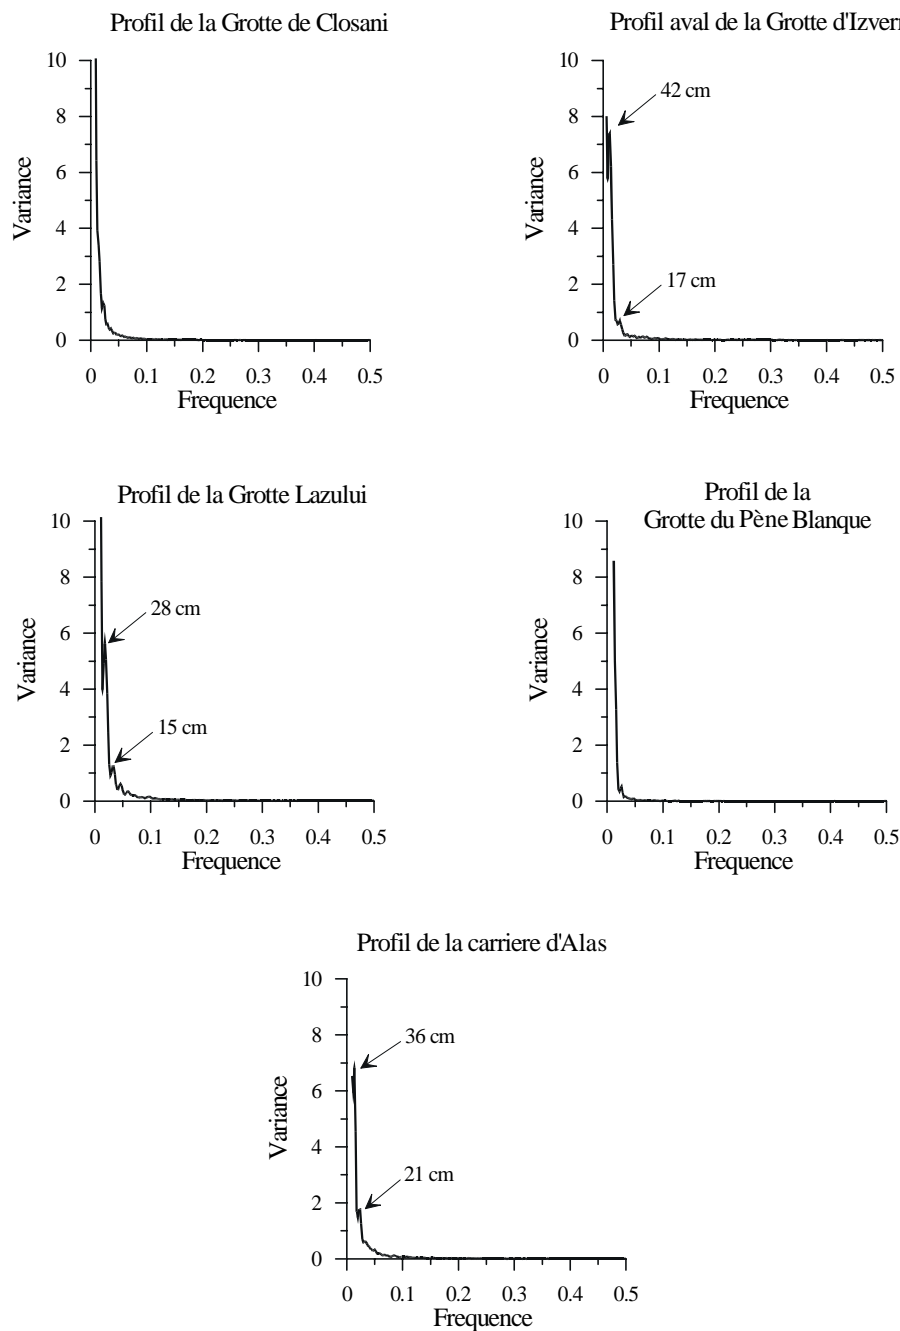 Profil de la Grotte de Closani
10
8
6
4
2
0
Variance
0 0.1 0.2 0.3 0.4 0.5
Frequence
Profil aval de la Grotte d'Izver
10
8
6
4
2
0
Variance
42 cm
17 cm
0 0.1 0.2 0.3 0.4 0.5
Frequence
Profil de la Grotte Lazului
10
8
6
4
2
0
Variance
28 cm
15 cm
0 0.1 0.2 0.3 0.4 0.5
Frequence
Profil de la
Grotte du Pène Blanque
10
8
6
4
2
0
Variance
0 0.1 0.2 0.3 0.4 0.5
Frequence
Profil de la carriere d'Alas
10
8
6
4
2
0
Variance
36 cm
21 cm
0 0.1 0.2 0.3 0.4 0.5
Frequence